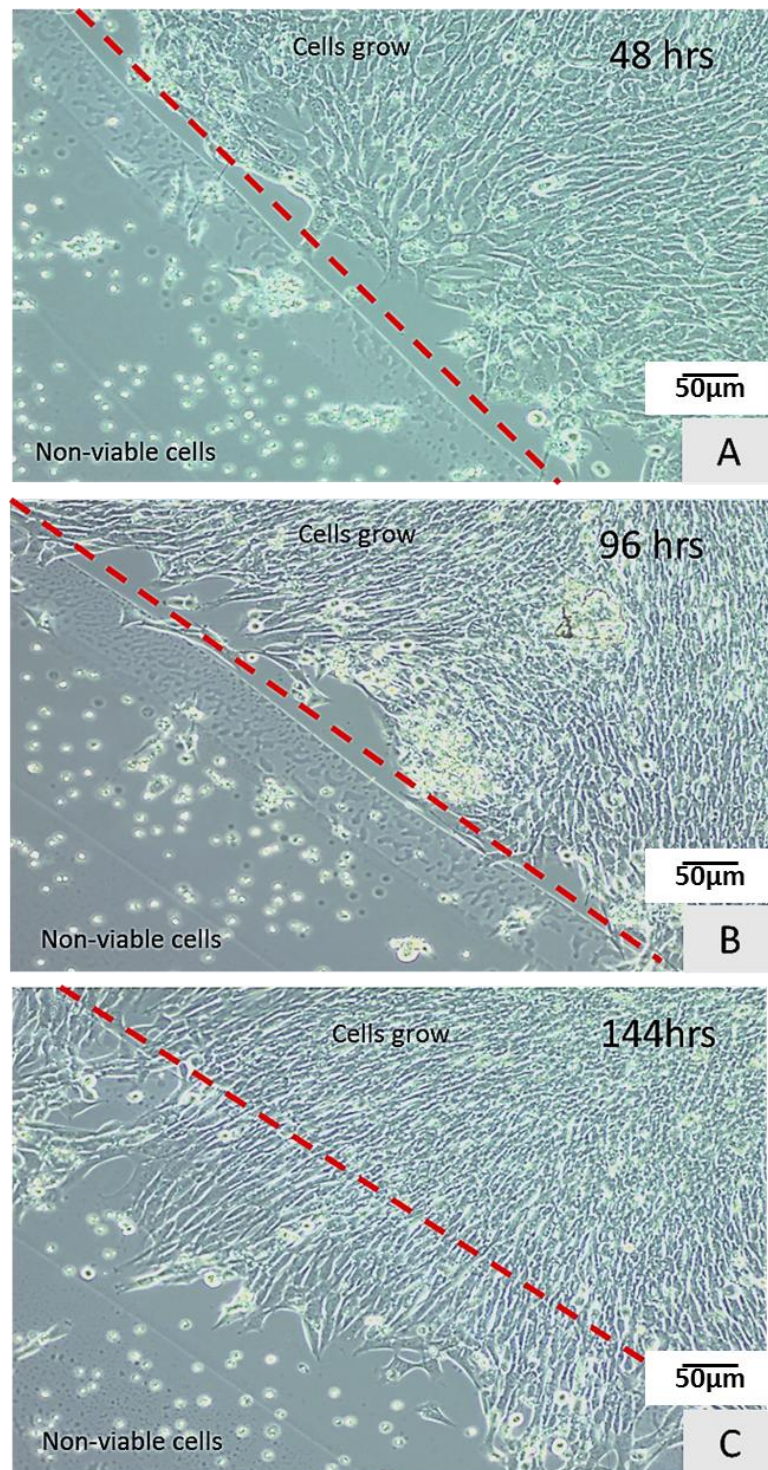 Cells grow
48 hrs
50μm
A
Non-viable cells
Cells grow
96 hrs
50μm
B
Non-viable cells
Cells grow
144hrs
50μm
C
Non-viable cells